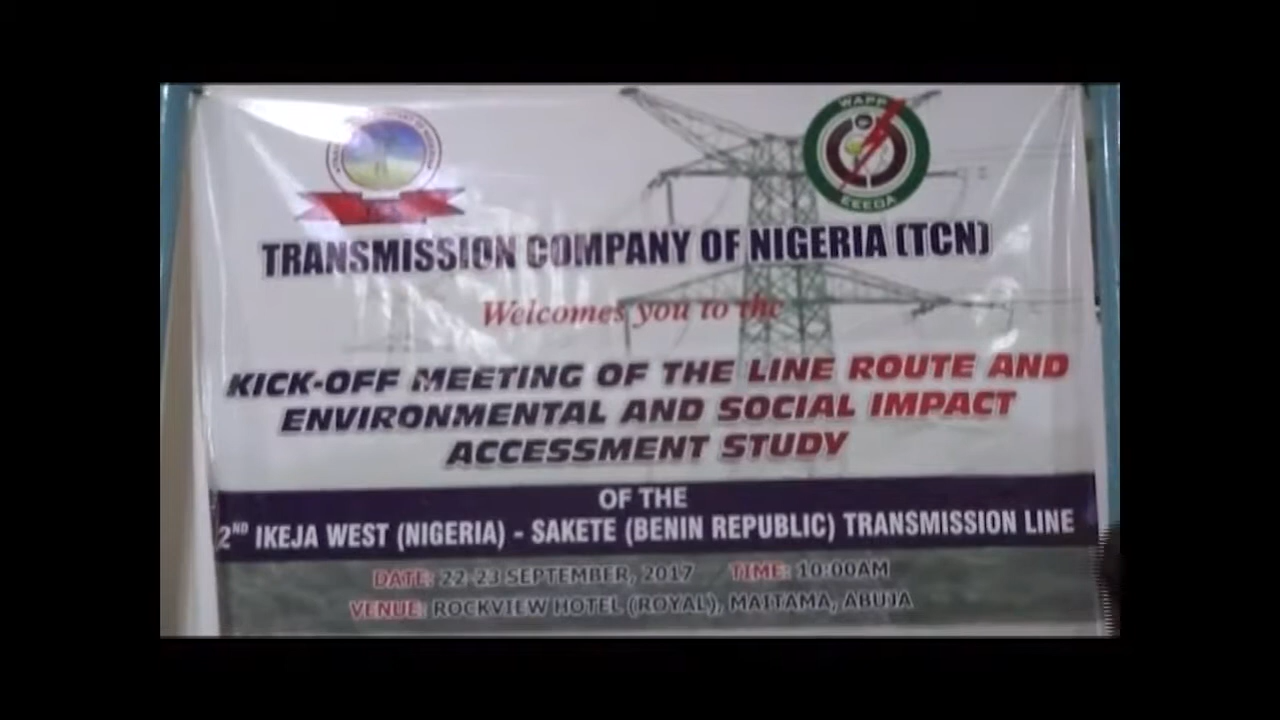 WAPP
EEEOA
TRANSMISSION COMPANY OF NIGERIA (TCN)
Welcomes you to the
KICK-OFF MEETING OF THE LINE ROUTE AND
ENVIRONMENTAL AND SOCIAL IMPACT
ACCESSMENT STUDY
OF THE
2ND IKEJA WEST (NIGERIA) - SAKETE (BENIN REPUBLIC) TRANSMISSION LINE
DATE: 22-23 SEPTEMBER, 2017 TIME: 10:00AM
VENUE: ROCKVIEW HOTEL (ROYAL), MAITAMA, ABUJA